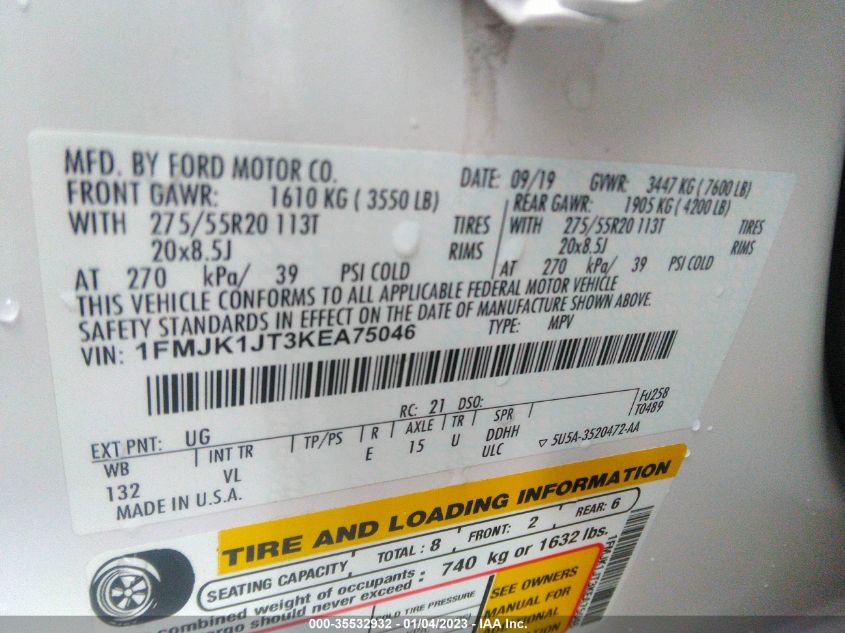 MFD. BY FORD MOTOR CO.
DATE: 09/19 GVWR: 3447 KG ( 7600 LB)
FRONT GAWR: 1610 KG ( 3550 LB)
WITH 275/55R20 113T TIRES
20x8.5J RIMS
AT 270 kPa/ 39 PSI COLD
REAR GAWR: 1905 KG ( 4200 LB)
WITH 275/55R20 113T TIRES
20x8.5J RIMS
AT 270 kPa/ 39 PSI COLD
THIS VEHICLE CONFORMS TO ALL APPLICABLE FEDERAL MOTOR VEHICLE
SAFETY STANDARDS IN EFFECT ON THE DATE OF MANUFACTURE SHOWN ABOVE.
VIN: 1FMJK1JT3KEA75046 TYPE: MPV
FU258
RC: 21 DSO: T0489
EXT PNT: UG
WB INT TR TP/PS R AXLE TR SPR
132 VL E 15 U DDHH
ULC
5U5A-3520472-AA
MADE IN U.S.A.
TIRE AND LOADING INFORMATION
SEATING CAPACITY TOTAL : 8 FRONT: 2 REAR: 6
combined weight of occupants
cargo should never exceed : 740 kg or 1632 lbs.
COLD TIRE PRESSURE
SEE OWNERS
MANUAL FOR
ADDITIONAL
000-35532932 - 01/04/2023 - IAA Inc.